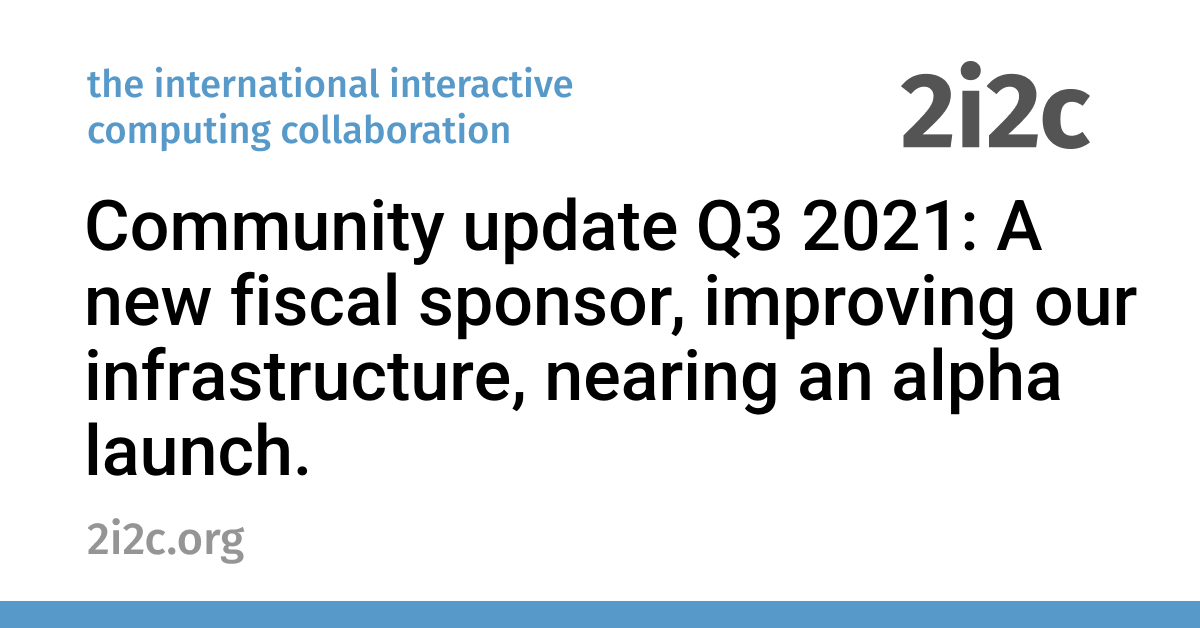 the international interactive
computing collaboration
2i2c
Community update Q3 2021: A
new fiscal sponsor, improving our
infrastructure, nearing an alpha
launch.
2i2c.org